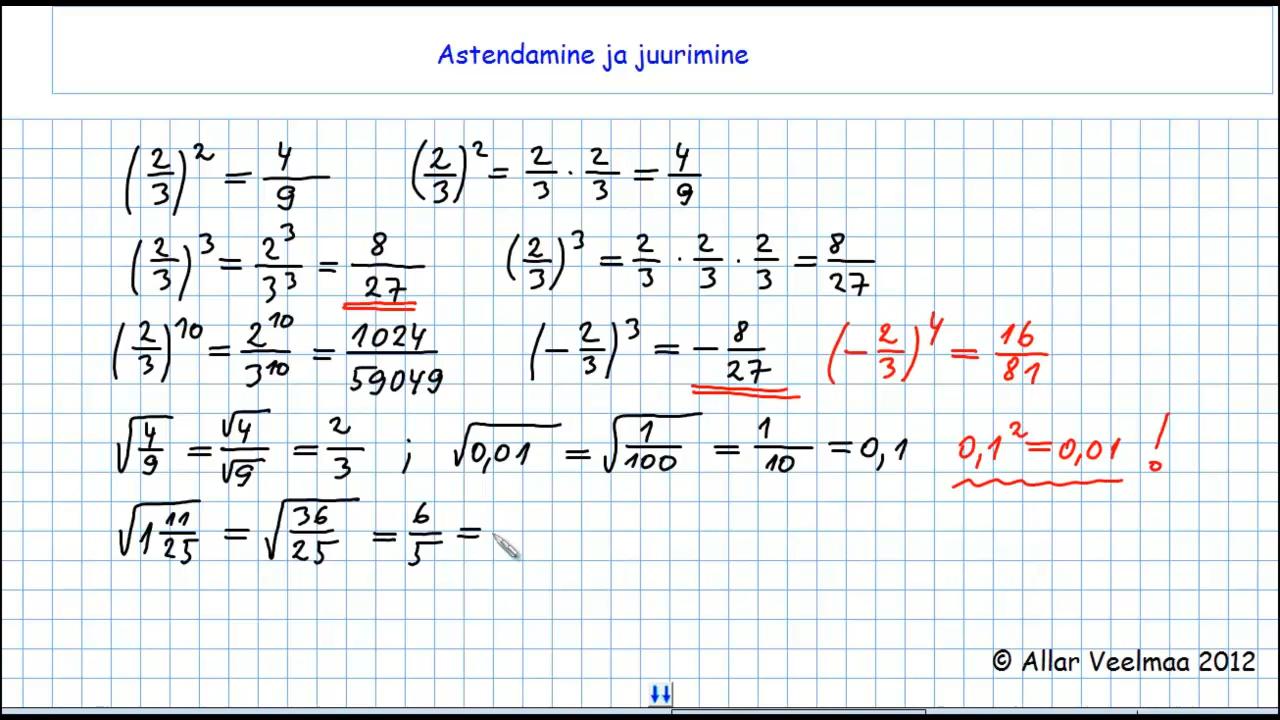 Astendamine ja juurimine
(2/3)² = 4/9   (2/3)² = 2/3 · 2/3 = 4/9
(2/3)³ = 2³/3³ = 8/27   (2/3)³ = 2/3 · 2/3 · 2/3 = 8/27
(2/3)¹⁰ = 2¹⁰/3¹⁰ = 1024/59049   (-2/3)³ = -8/27   (-2/3)⁴ = 16/81
√(4/9) = √4/√9 = 2/3 ; √0,01 = √(1/100) = 1/10 = 0,1   0,1² = 0,01 !
√(1 11/25) = √(36/25) = 6/5 =
© Allar Veelmaa 2012